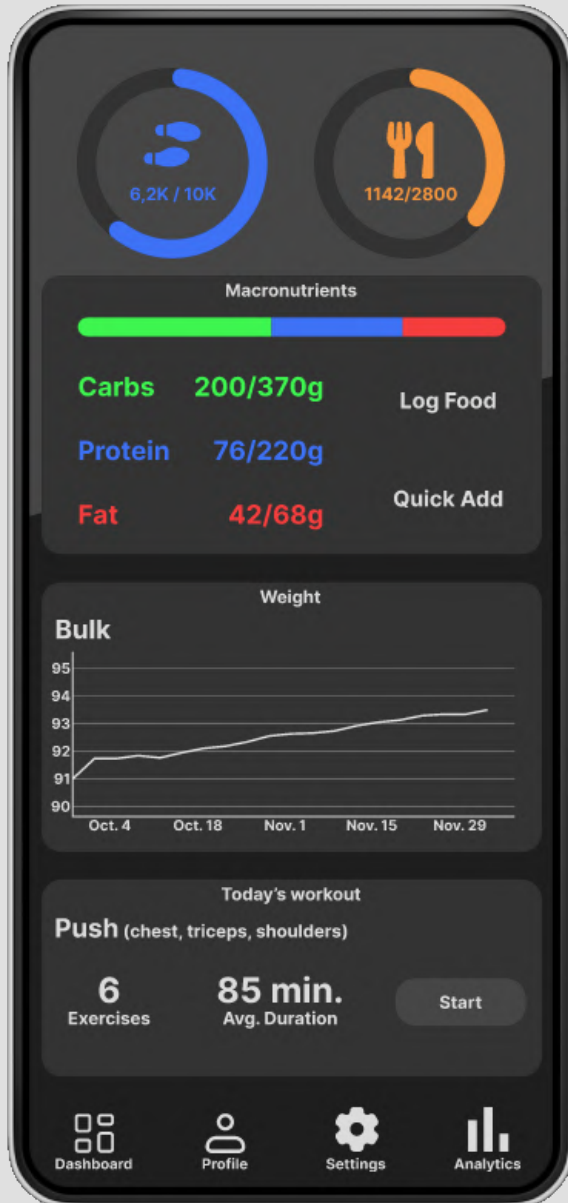 6,2K / 10K
1142/2800
Macronutrients
Carbs 200/370g
Log Food
Protein 76/220g
Quick Add
Fat 42/68g
Weight
Bulk
95
94
93
92
91
90
Oct. 4 Oct. 18 Nov. 1 Nov. 15 Nov. 29
Today's workout
Push (chest, triceps, shoulders)
6 85 min.
Exercises Avg. Duration
Start
Dashboard Profile Settings Analytics